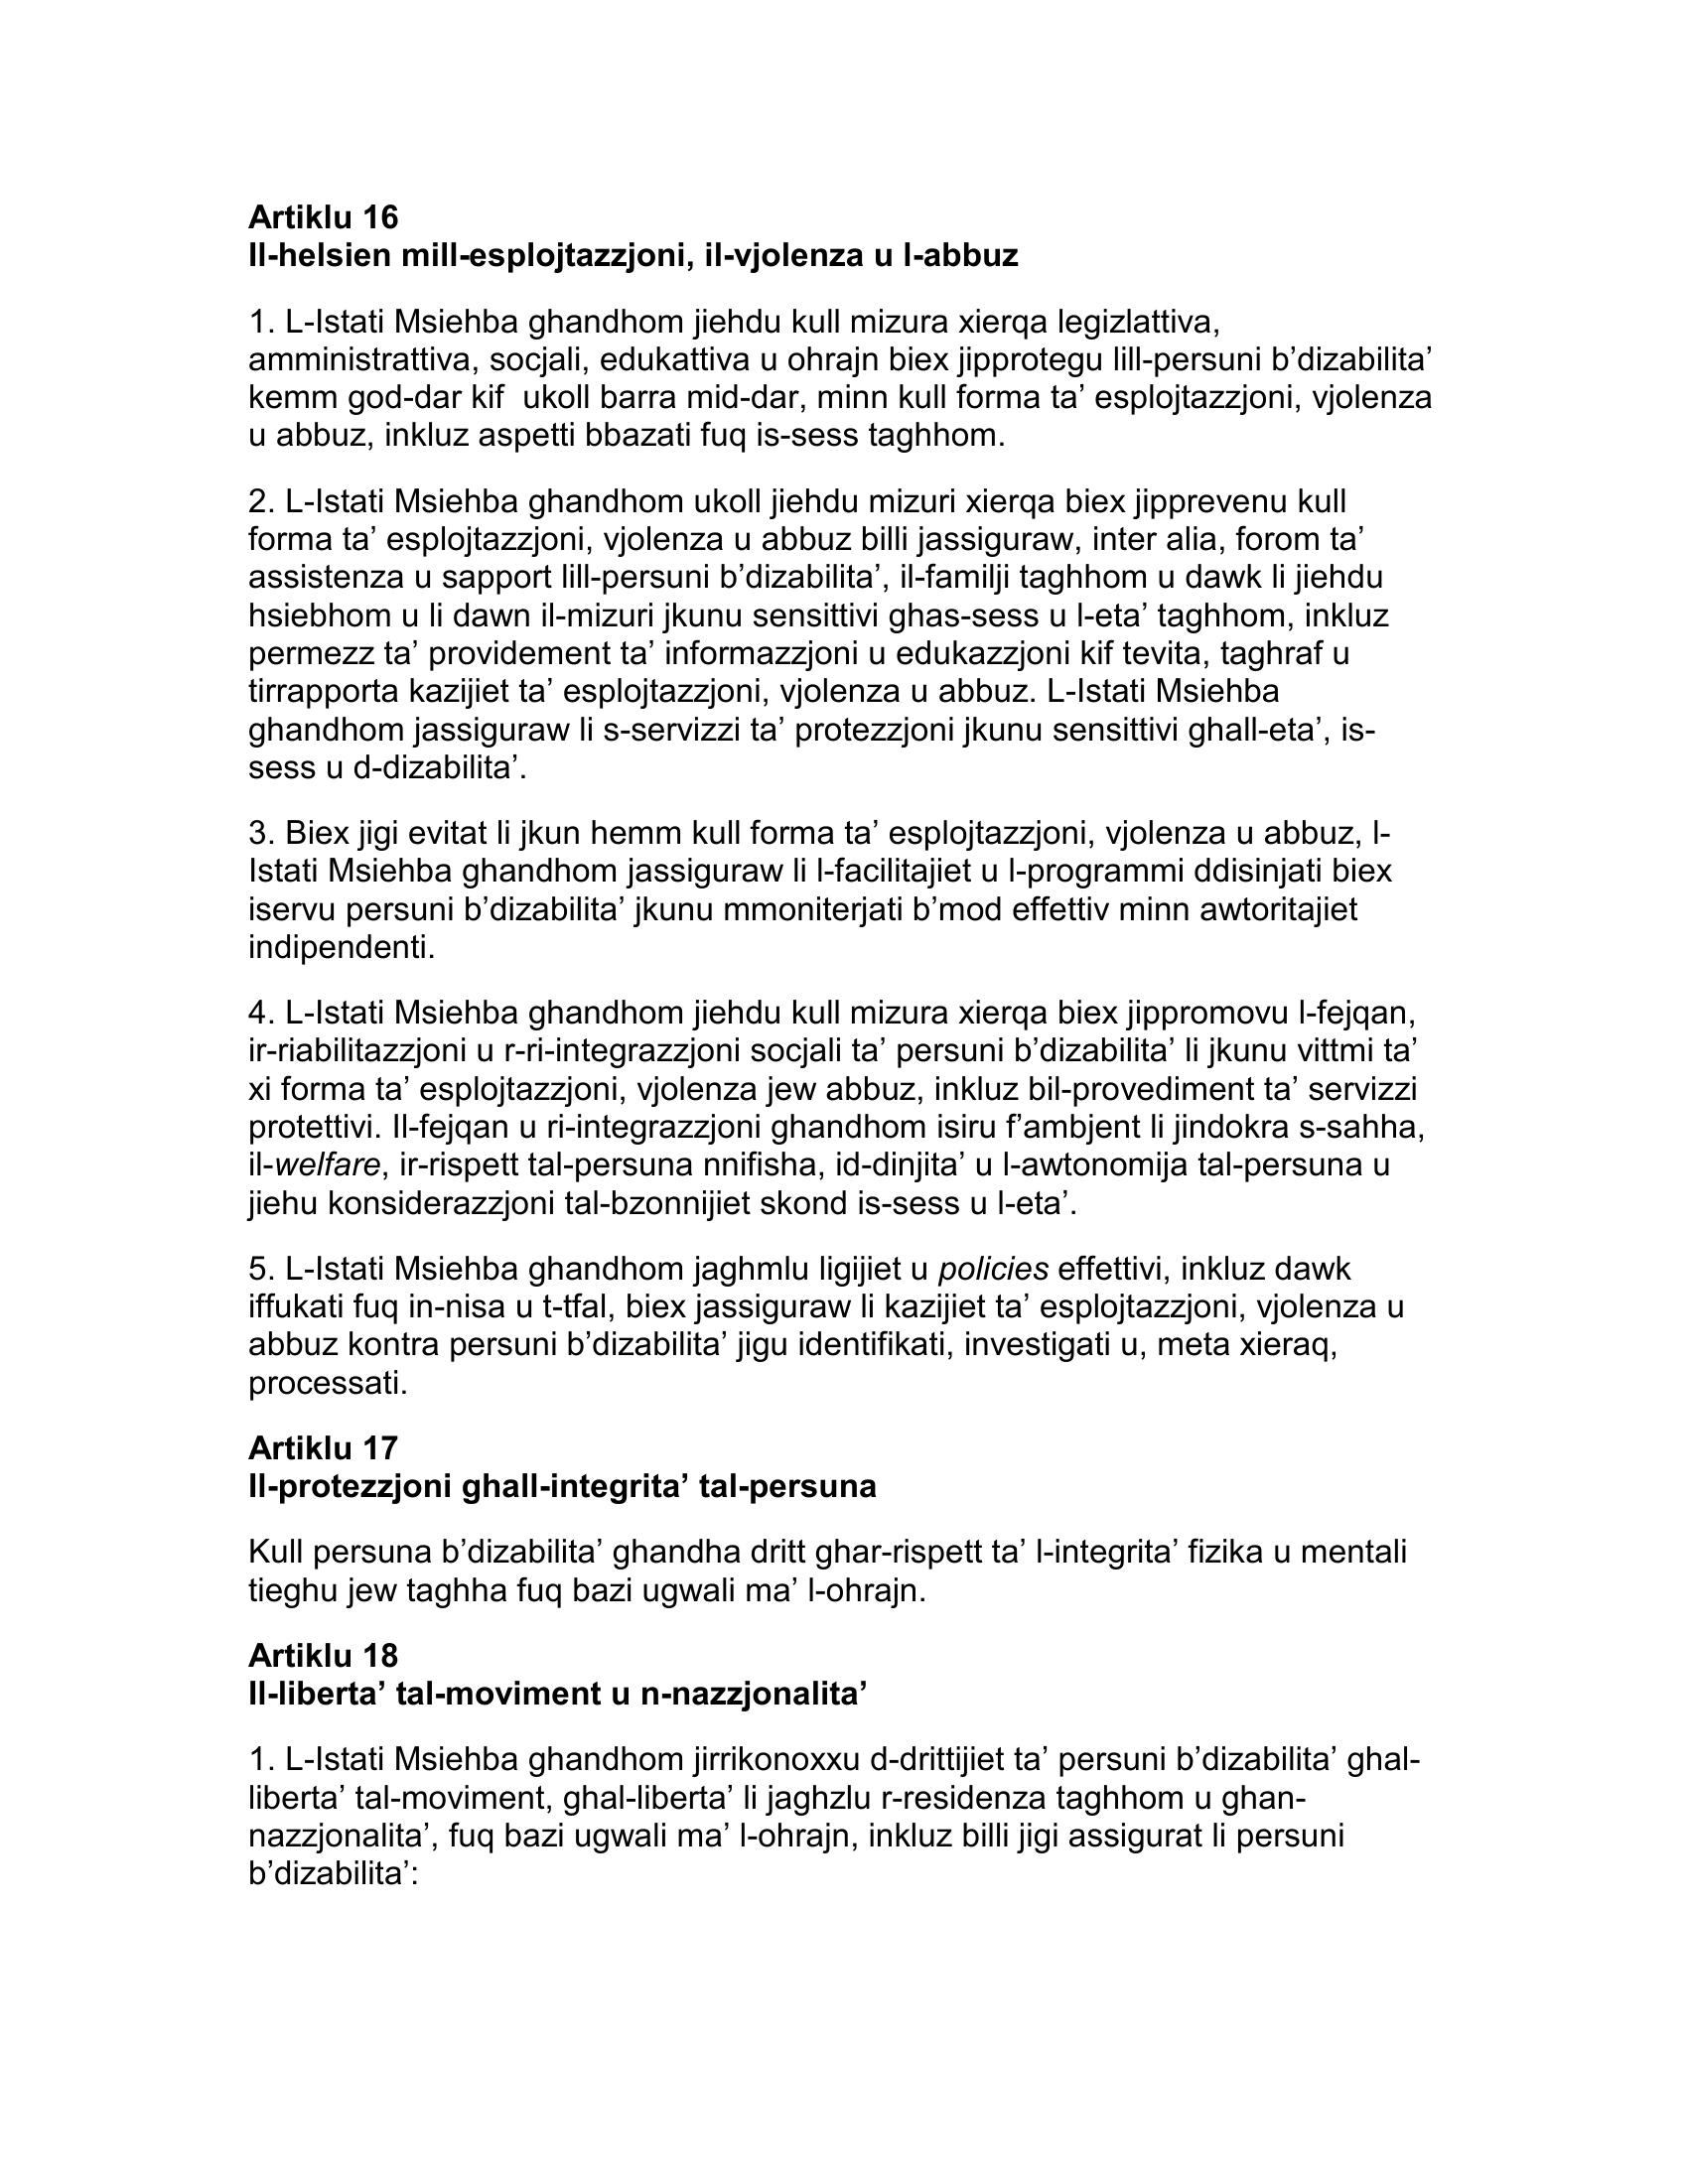 Artiklu 16
Il-helsien mill-esplojtazzjoni, il-vjolenza u l-abbuz
1. L-Istati Msiehba ghandhom jiehdu kull mizura xierqa legizlattiva,
amministrattiva, socjali, edukattiva u ohrajn biex jipprotegu lill-persuni b’dizabilita’
kemm god-dar kif  ukoll barra mid-dar, minn kull forma ta’ esplojtazzjoni, vjolenza
u abbuz, inkluz aspetti bbazati fuq is-sess taghhom.
2. L-Istati Msiehba ghandhom ukoll jiehdu mizuri xierqa biex jipprevenu kull
forma ta’ esplojtazzjoni, vjolenza u abbuz billi jassiguraw, inter alia, forom ta’
assistenza u sapport lill-persuni b’dizabilita’, il-familji taghhom u dawk li jiehdu
hsiebhom u li dawn il-mizuri jkunu sensittivi ghas-sess u l-eta’ taghhom, inkluz
permezz ta’ providement ta’ informazzjoni u edukazzjoni kif tevita, taghraf u
tirrapporta kazijiet ta’ esplojtazzjoni, vjolenza u abbuz. L-Istati Msiehba
ghandhom jassiguraw li s-servizzi ta’ protezzjoni jkunu sensittivi ghall-eta’, is-
sess u d-dizabilita’.
3. Biex jigi evitat li jkun hemm kull forma ta’ esplojtazzjoni, vjolenza u abbuz, l-
Istati Msiehba ghandhom jassiguraw li l-facilitajiet u l-programmi ddisinjati biex
iservu persuni b’dizabilita’ jkunu mmoniterjati b’mod effettiv minn awtoritajiet
indipendenti.
4. L-Istati Msiehba ghandhom jiehdu kull mizura xierqa biex jippromovu l-fejqan,
ir-riabilitazzjoni u r-ri-integrazzjoni socjali ta’ persuni b’dizabilita’ li jkunu vittmi ta’
xi forma ta’ esplojtazzjoni, vjolenza jew abbuz, inkluz bil-provediment ta’ servizzi
protettivi. Il-fejqan u ri-integrazzjoni ghandhom isiru f’ambjent li jindokra s-sahha,
il-welfare, ir-rispett tal-persuna nnifisha, id-dinjita’ u l-awtonomija tal-persuna u
jiehu konsiderazzjoni tal-bzonnijiet skond is-sess u l-eta’.
5. L-Istati Msiehba ghandhom jaghmlu ligijiet u policies effettivi, inkluz dawk
iffukati fuq in-nisa u t-tfal, biex jassiguraw li kazijiet ta’ esplojtazzjoni, vjolenza u
abbuz kontra persuni b’dizabilita’ jigu identifikati, investigati u, meta xieraq,
processati.
Artiklu 17
Il-protezzjoni ghall-integrita’ tal-persuna
Kull persuna b’dizabilita’ ghandha dritt ghar-rispett ta’ l-integrita’ fizika u mentali
tieghu jew taghha fuq bazi ugwali ma’ l-ohrajn.
Artiklu 18
Il-liberta’ tal-moviment u n-nazzjonalita’
1. L-Istati Msiehba ghandhom jirrikonoxxu d-drittijiet ta’ persuni b’dizabilita’ ghal-
liberta’ tal-moviment, ghal-liberta’ li jaghzlu r-residenza taghhom u ghan-
nazzjonalita’, fuq bazi ugwali ma’ l-ohrajn, inkluz billi jigi assigurat li persuni
b’dizabilita’: